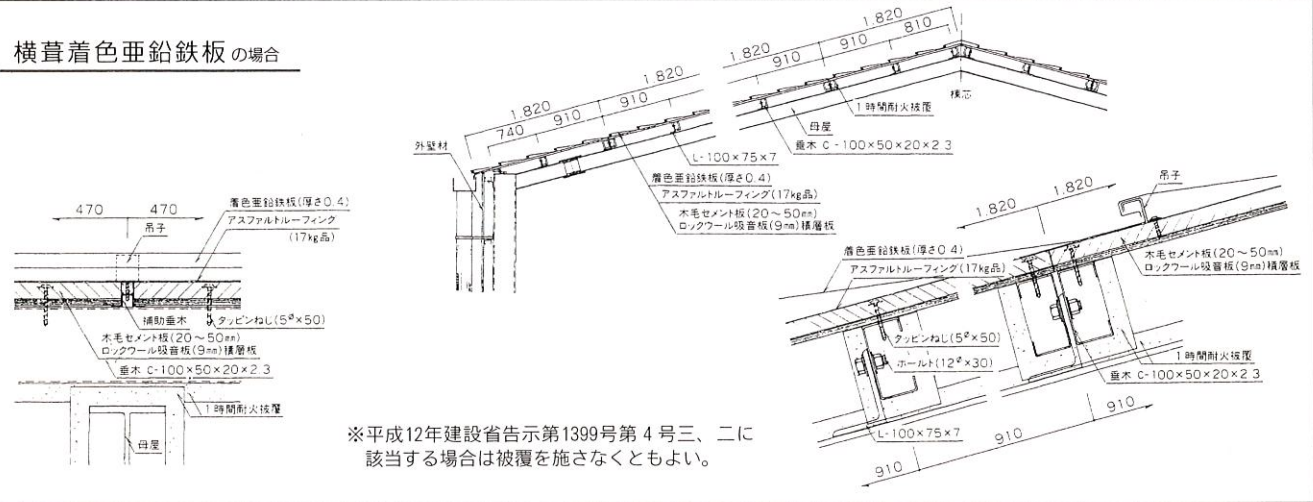 横葺着色亜鉛鉄板の場合
470
470
吊子
着色亜鉛鉄板(厚さ0.4)
アスファルトルーフィング
(17kg品)
補助垂木
タッピンねじ(5φ×50)
木毛セメント板(20〜50mm)
ロックウール吸音板(9mm)積層板
垂木 C-100×50×20×2.3
1時間耐火被覆
母屋
外壁材
1.820
740
910
1.820
910
1.820
910
1.820
910
810
棟芯
1時間耐火被覆
母屋
垂木 C-100×50×20×2.3
L-100×75×7
着色亜鉛鉄板(厚さ0.4)
アスファルトルーフィング(17kg品)
木毛セメント板(20〜50mm)
ロックウール吸音板(9mm)積層板
1.820
1.820
吊子
着色亜鉛鉄板(厚さ0.4)
アスファルトルーフィング(17kg品)
木毛セメント板(20〜50mm)
ロックウール吸音板(9mm)積層板
タッピンねじ(5φ×50)
ボールト(12φ×30)
1時間耐火被覆
垂木 C-100×50×20×2.3
L-100×75×7
910
910
910
※平成12年建設省告示第1399号第4号三、二に
該当する場合は被覆を施さなくともよい。